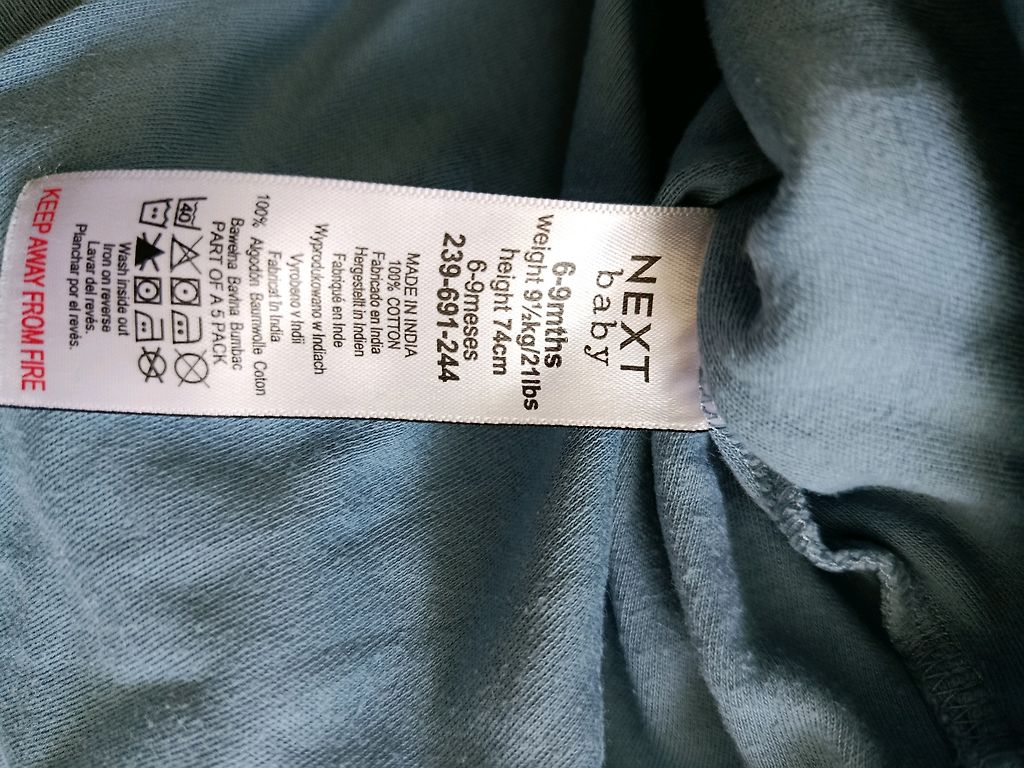 NEXT
baby
6-9mths
weight 9½kg/21lbs
height 74cm
6-9meses
239-691-244
MADE IN INDIA
100% COTTON
Fabricado en India
Hergestellt in Indien
Fabriqué en Inde
Wyprodukowano w Indiach
Vyrobeno v Indii
Fabricat în India
100% Algodón Baumwolle Coton
Bawełna Bavlna Bumbac
PART OF A 5 PACK
40
Wash inside out
Iron on reverse
Lavar del revés.
Planchar por el revés.
KEEP AWAY FROM FIRE